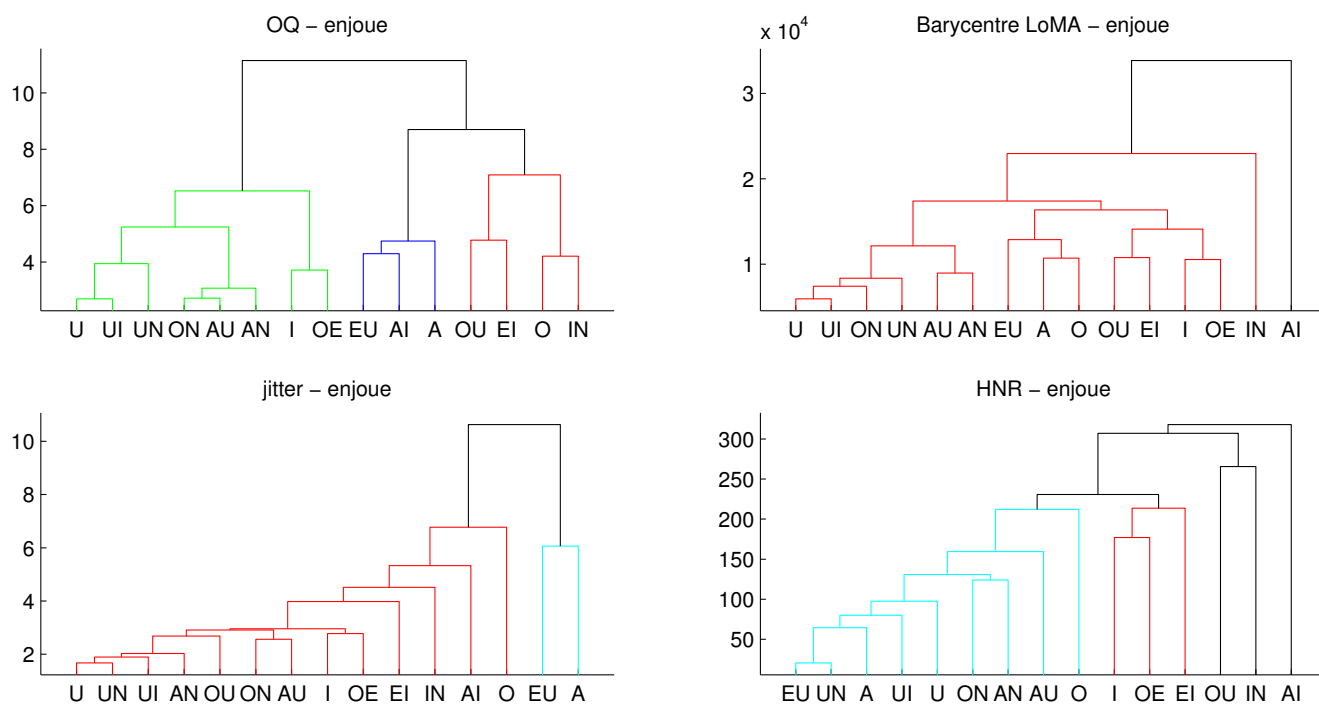 OQ – enjoue
10
8
6
4
U UI UN ON AU AN I OE EU AI A OU EI O IN
Barycentre LoMA – enjoue
x 10^4
3
2
1
U UI ON UN AU AN EU A O OU EI I OE IN AI
jitter – enjoue
10
8
6
4
2
U UN UI AN OU ON AU I OE EI IN AI O EU A
HNR – enjoue
300
250
200
150
100
50
EU UN A UI U ON AN AU O I OE EI OU IN AI